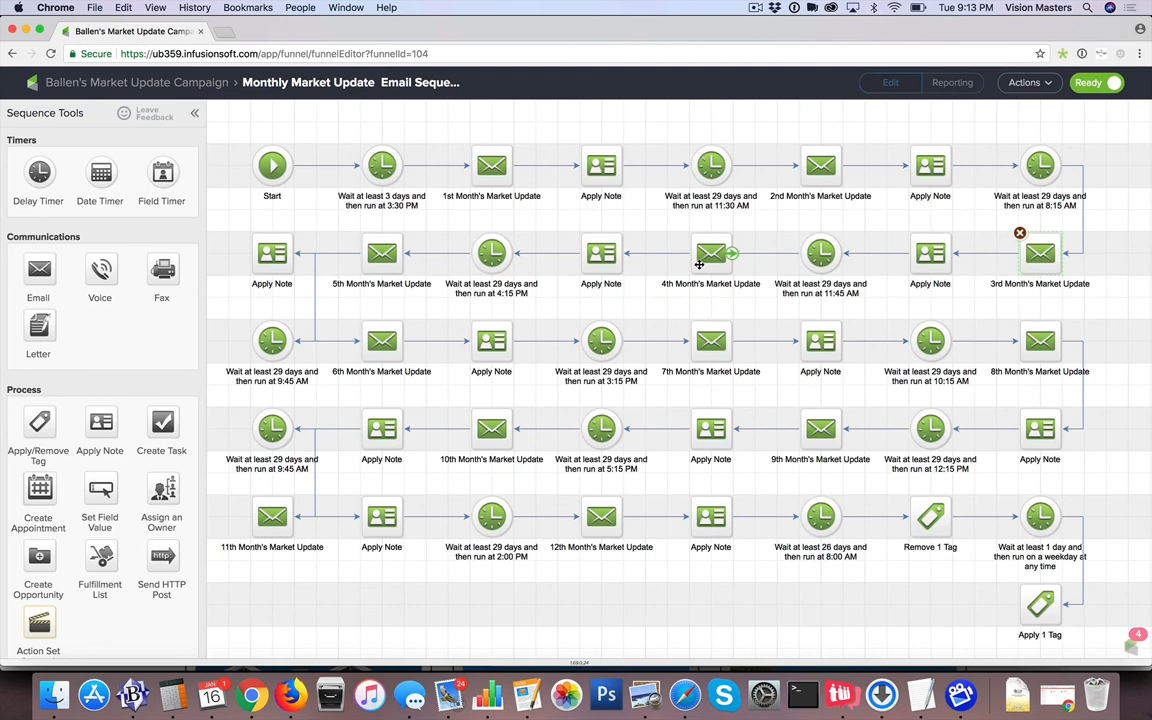 Chrome File Edit View History Bookmarks People Window Help
Tue 9:13 PM Vision Masters
Ballen's Market Update Camp
Secure https://ub359.infusionsoft.com/app/funnel/funnelEditor?funnelId=104
Ballen's Market Update Campaign › Monthly Market Update Email Seque...
Edit Reporting Actions Ready
Sequence Tools
Leave
Feedback
Timers
Delay Timer Date Timer Field Timer
Communications
Email Voice Fax
Letter
Process
Apply/Remove
Tag
Apply Note
Create Task
Create
Appointment
Set Field
Value
Assign an
Owner
http
Create
Opportunity
Fulfillment
List
Send HTTP
Post
Action Set
Start
Wait at least 3 days and
then run at 3:30 PM
1st Month's Market Update
Apply Note
Wait at least 29 days and
then run at 11:30 AM
2nd Month's Market Update
Apply Note
Wait at least 29 days and
then run at 8:15 AM
Apply Note
5th Month's Market Update
Wait at least 29 days and
then run at 4:15 PM
Apply Note
4th Month's Market Update
Wait at least 29 days and
then run at 11:45 AM
Apply Note
3rd Month's Market Update
Wait at least 29 days and
then run at 9:45 AM
6th Month's Market Update
Apply Note
Wait at least 29 days and
then run at 3:15 PM
7th Month's Market Update
Apply Note
Wait at least 29 days and
then run at 10:15 AM
8th Month's Market Update
Wait at least 29 days and
then run at 9:45 AM
Apply Note
10th Month's Market Update
Wait at least 29 days and
then run at 5:15 PM
Apply Note
9th Month's Market Update
Wait at least 29 days and
then run at 12:15 PM
Apply Note
11th Month's Market Update
Apply Note
Wait at least 29 days and
then run at 2:00 PM
12th Month's Market Update
Apply Note
Wait at least 26 days and
then run at 8:00 AM
Remove 1 Tag
Wait at least 1 day and
then run on a weekday at
any time
Apply 1 Tag
4
1.69.0.24
JAN
16
1
24
Ps